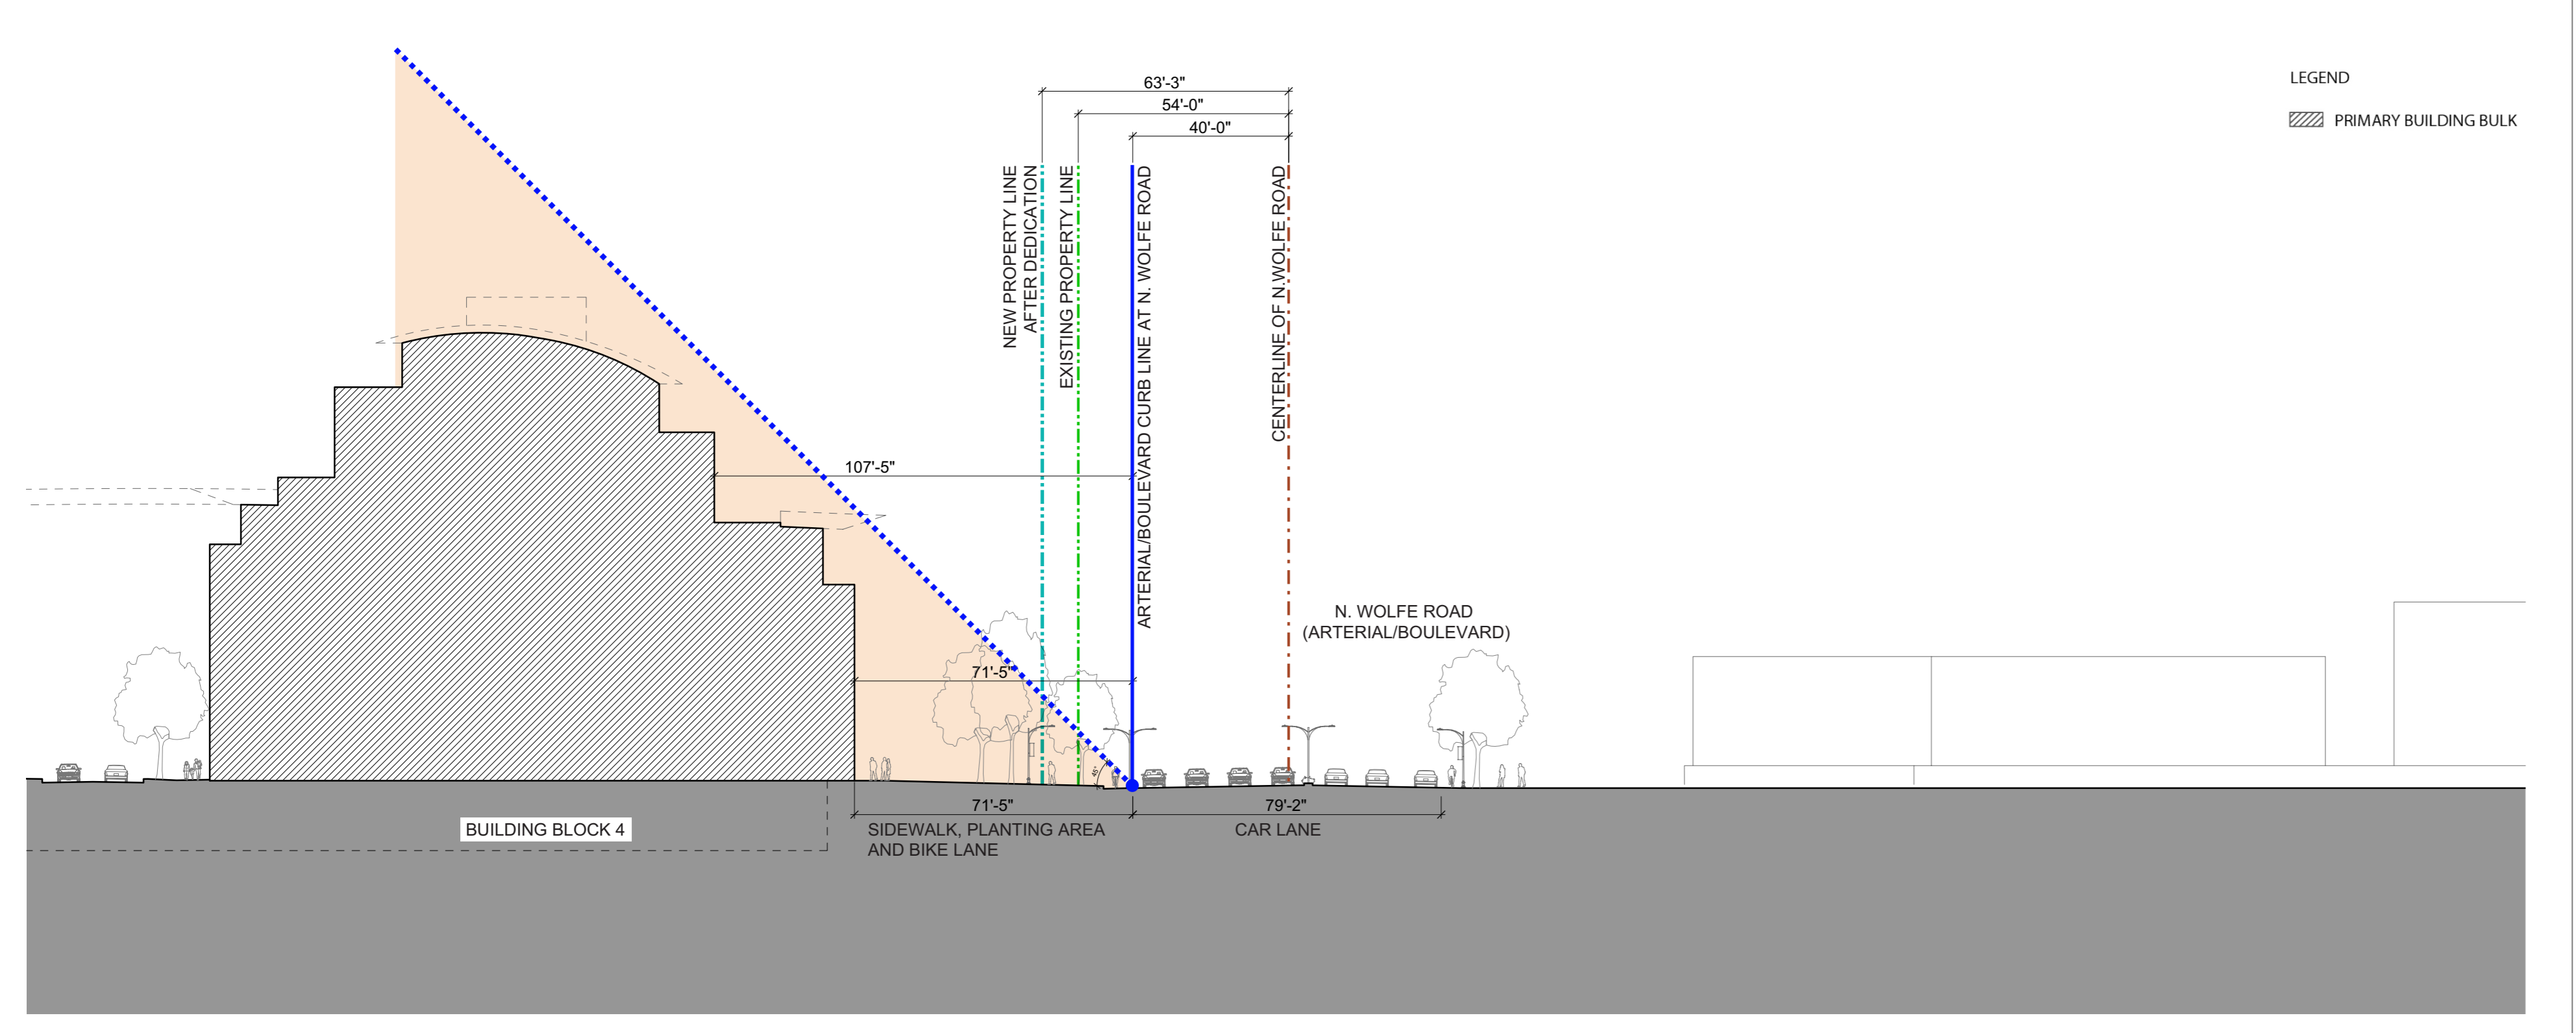 LEGEND
PRIMARY BUILDING BULK
63'-3"
54'-0"
40'-0"
NEW PROPERTY LINE
AFTER DEDICATION
EXISTING PROPERTY LINE
ARTERIAL/BOULEVARD CURB LINE AT N. WOLFE ROAD
CENTERLINE OF N.WOLFE ROAD
107'-5"
N. WOLFE ROAD
(ARTERIAL/BOULEVARD)
71'-5"
45°
71'-5"
79'-2"
BUILDING BLOCK 4
SIDEWALK, PLANTING AREA
AND BIKE LANE
CAR LANE